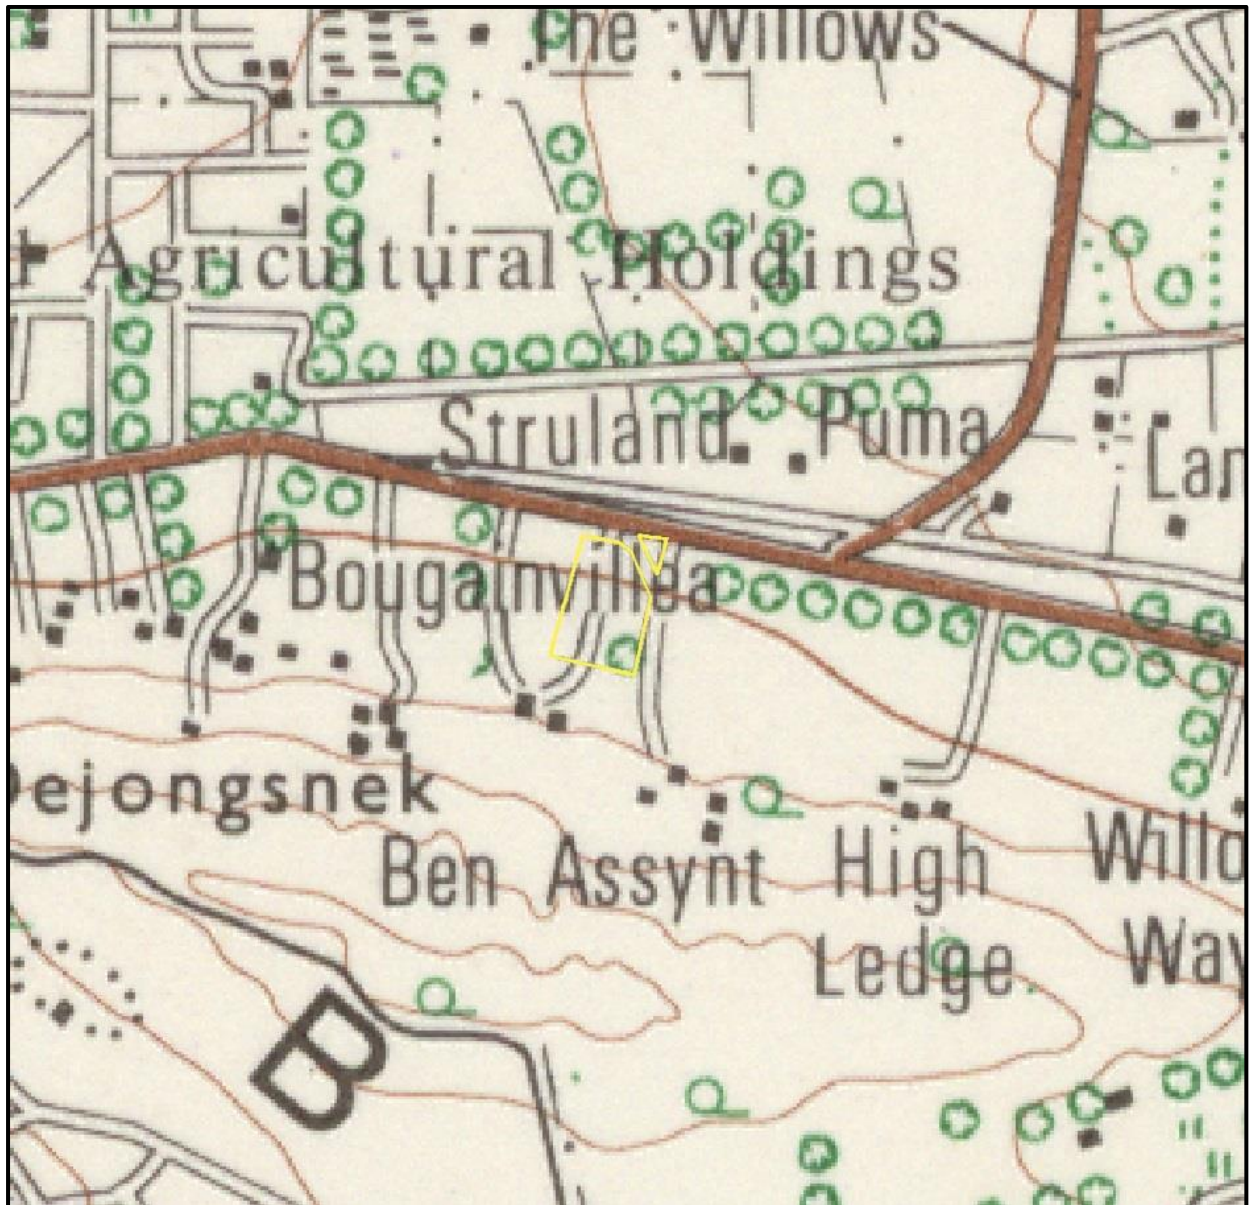 The Willows
Agricultural Holdings
Struland Puma
Bougainvillea
Dejongsnek
Ben Assynt High
Ledge
B